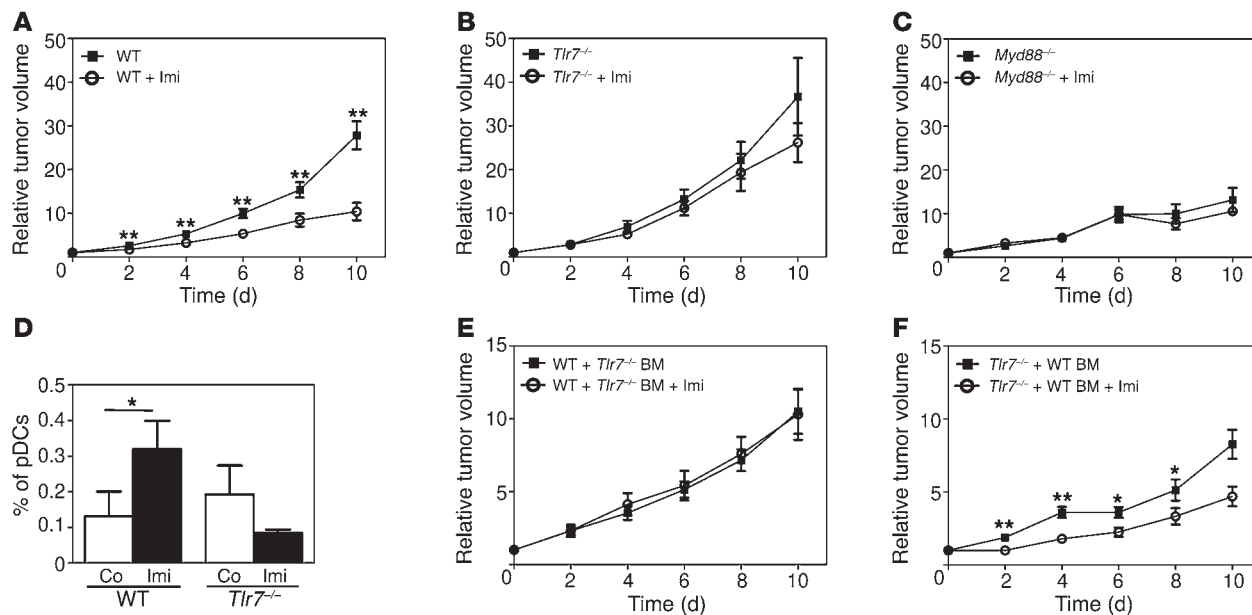 A
Relative tumor volume
50
40
30
20
10
0
WT
WT + Imi
** ** ** ** **
0 2 4 6 8 10
Time (d)
B
Relative tumor volume
50
40
30
20
10
0
Tlr7–/–
Tlr7–/– + Imi
0 2 4 6 8 10
Time (d)
C
Relative tumor volume
50
40
30
20
10
0
Myd88–/–
Myd88–/– + Imi
0 2 4 6 8 10
Time (d)
D
% of pDCs
0.5
0.4
0.3
0.2
0.1
0
*
Co Imi Co Imi
WT Tlr7–/–
E
Relative tumor volume
15
10
5
0
WT + Tlr7–/– BM
WT + Tlr7–/– BM + Imi
0 2 4 6 8 10
Time (d)
F
Relative tumor volume
15
10
5
0
Tlr7–/– + WT BM
Tlr7–/– + WT BM + Imi
** ** * *
0 2 4 6 8 10
Time (d)